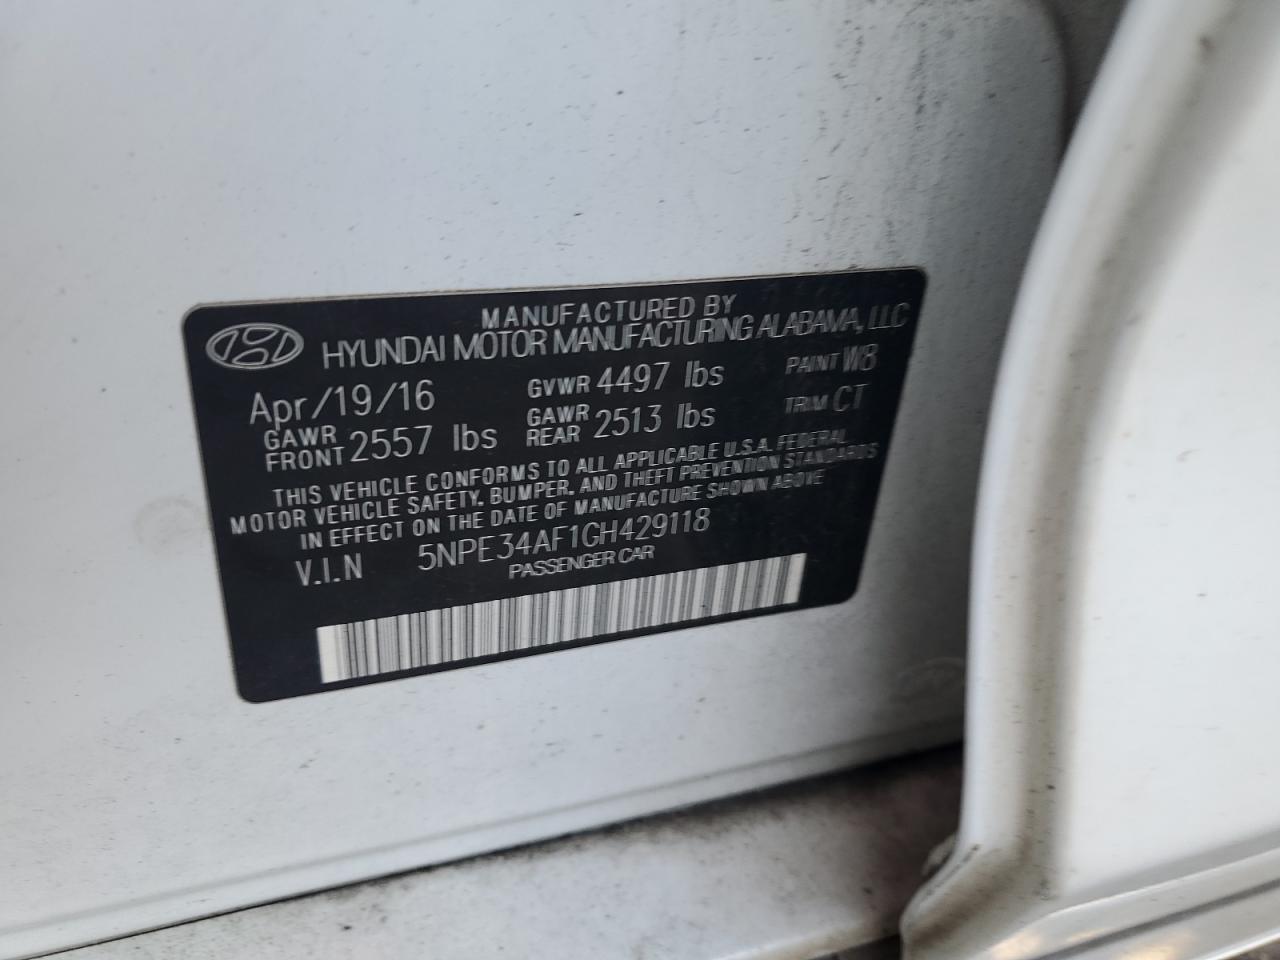 MANUFACTURED BY
HYUNDAI MOTOR MANUFACTURING ALABAMA, LLC
Apr/19/16 GVWR 4497 lbs PAINT W8
GAWR FRONT 2557 lbs GAWR REAR 2513 lbs TRIM CT
THIS VEHICLE CONFORMS TO ALL APPLICABLE U.S.A. FEDERAL
MOTOR VEHICLE SAFETY, BUMPER, AND THEFT PREVENTION STANDARDS
IN EFFECT ON THE DATE OF MANUFACTURE SHOWN ABOVE
V.I.N 5NPE34AF1GH429118
PASSENGER CAR